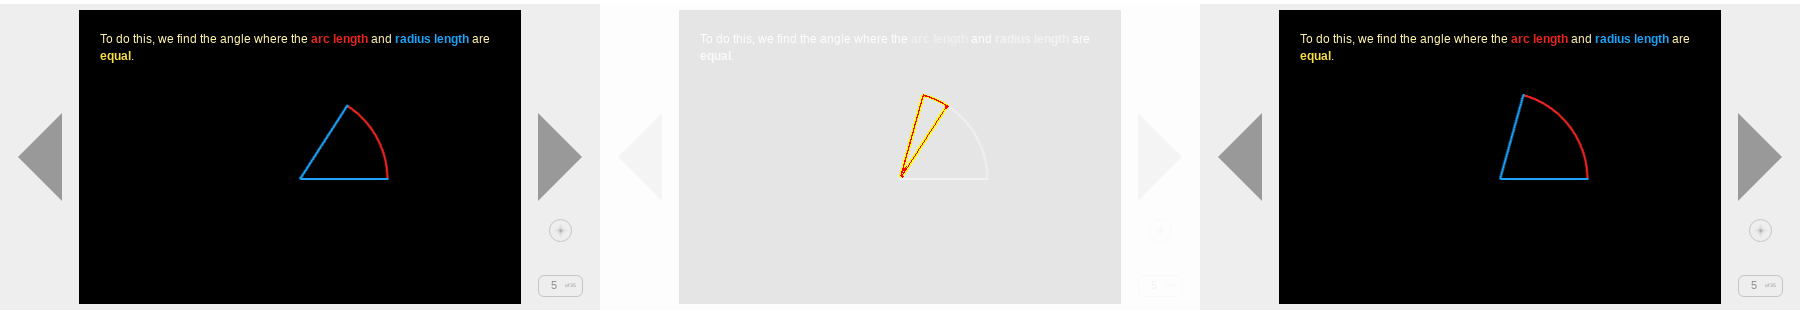 To do this, we find the angle where the arc length and radius length are
equal.
5
To do this, we find the angle where the arc length and radius length are
equal.
5
To do this, we find the angle where the arc length and radius length are
equal.
5